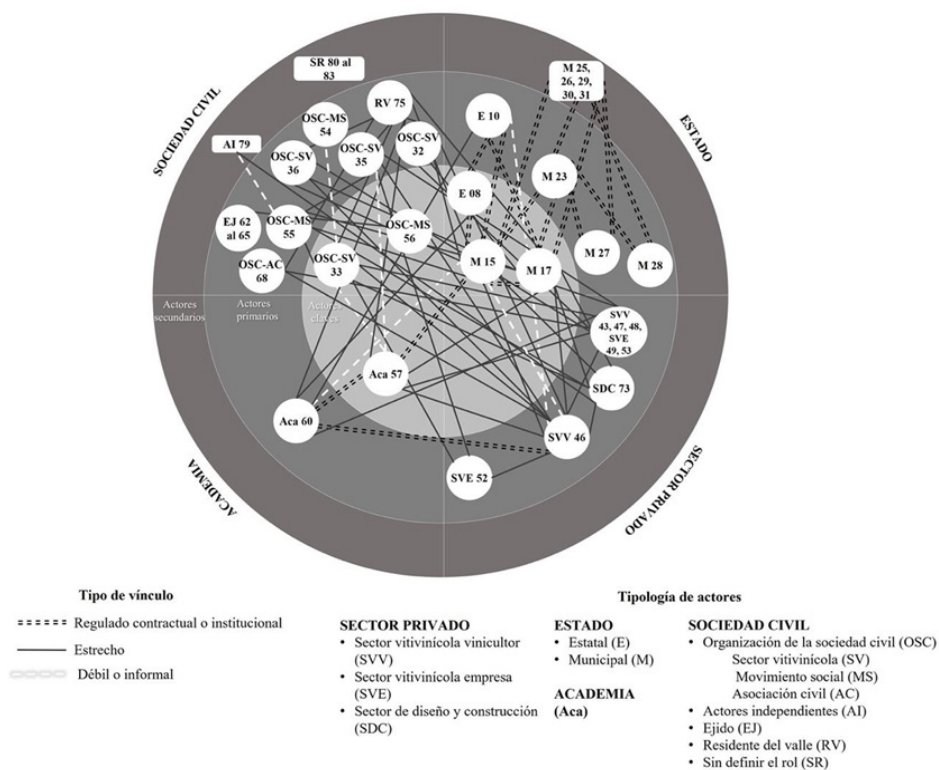 SOCIEDAD CIVIL
ESTADO
ACADEMIA
SECTOR PRIVADO
SR 80 al
83
RV 75
M 25,
26, 29,
30, 31
OSC-MS
54
E 10
AI 79
OSC-SV
36
OSC-SV
35
OSC-SV
32
E 08
M 23
EJ 62
al 65
OSC-MS
55
OSC-MS
56
OSC-AC
68
OSC-SV
33
M 15
M 17
M 27
M 28
Actores
secundarios
Actores
primarios
Actores
claves
SVV
43, 47, 48,
SVE
49, 53
Aca 57
SDC 73
Aca 60
SVV 46
SVE 52
Tipo de vínculo
Regulado contractual o institucional
Estrecho
Débil o informal
Tipología de actores
SECTOR PRIVADO
• Sector vitivinícola vinicultor
(SVV)
• Sector vitivinícola empresa
(SVE)
• Sector de diseño y construcción
(SDC)
ESTADO
• Estatal (E)
• Municipal (M)
ACADEMIA
(Aca)
SOCIEDAD CIVIL
• Organización de la sociedad civil (OSC)
Sector vitivinícola (SV)
Movimiento social (MS)
Asociación civil (AC)
• Actores independientes (AI)
• Ejido (EJ)
• Residente del valle (RV)
• Sin definir el rol (SR)